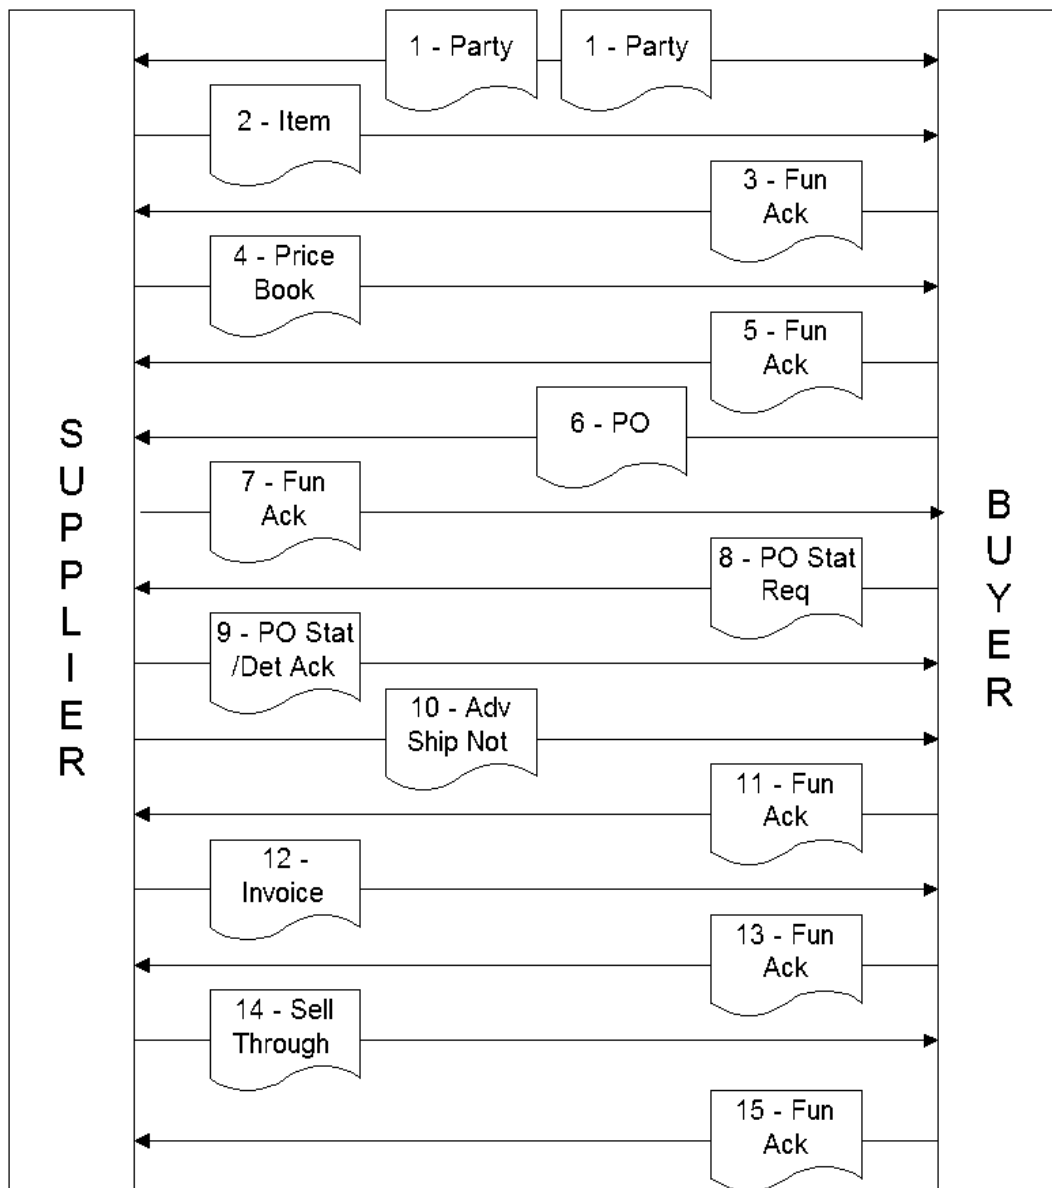 1 - Party
1 - Party
2 - Item
3 - Fun
Ack
4 - Price
Book
5 - Fun
Ack
6 - PO
7 - Fun
Ack
8 - PO Stat
Req
9 - PO Stat
/Det Ack
10 - Adv
Ship Not
11 - Fun
Ack
12 -
Invoice
13 - Fun
Ack
14 - Sell
Through
15 - Fun
Ack
SUPPLIER
BUYER